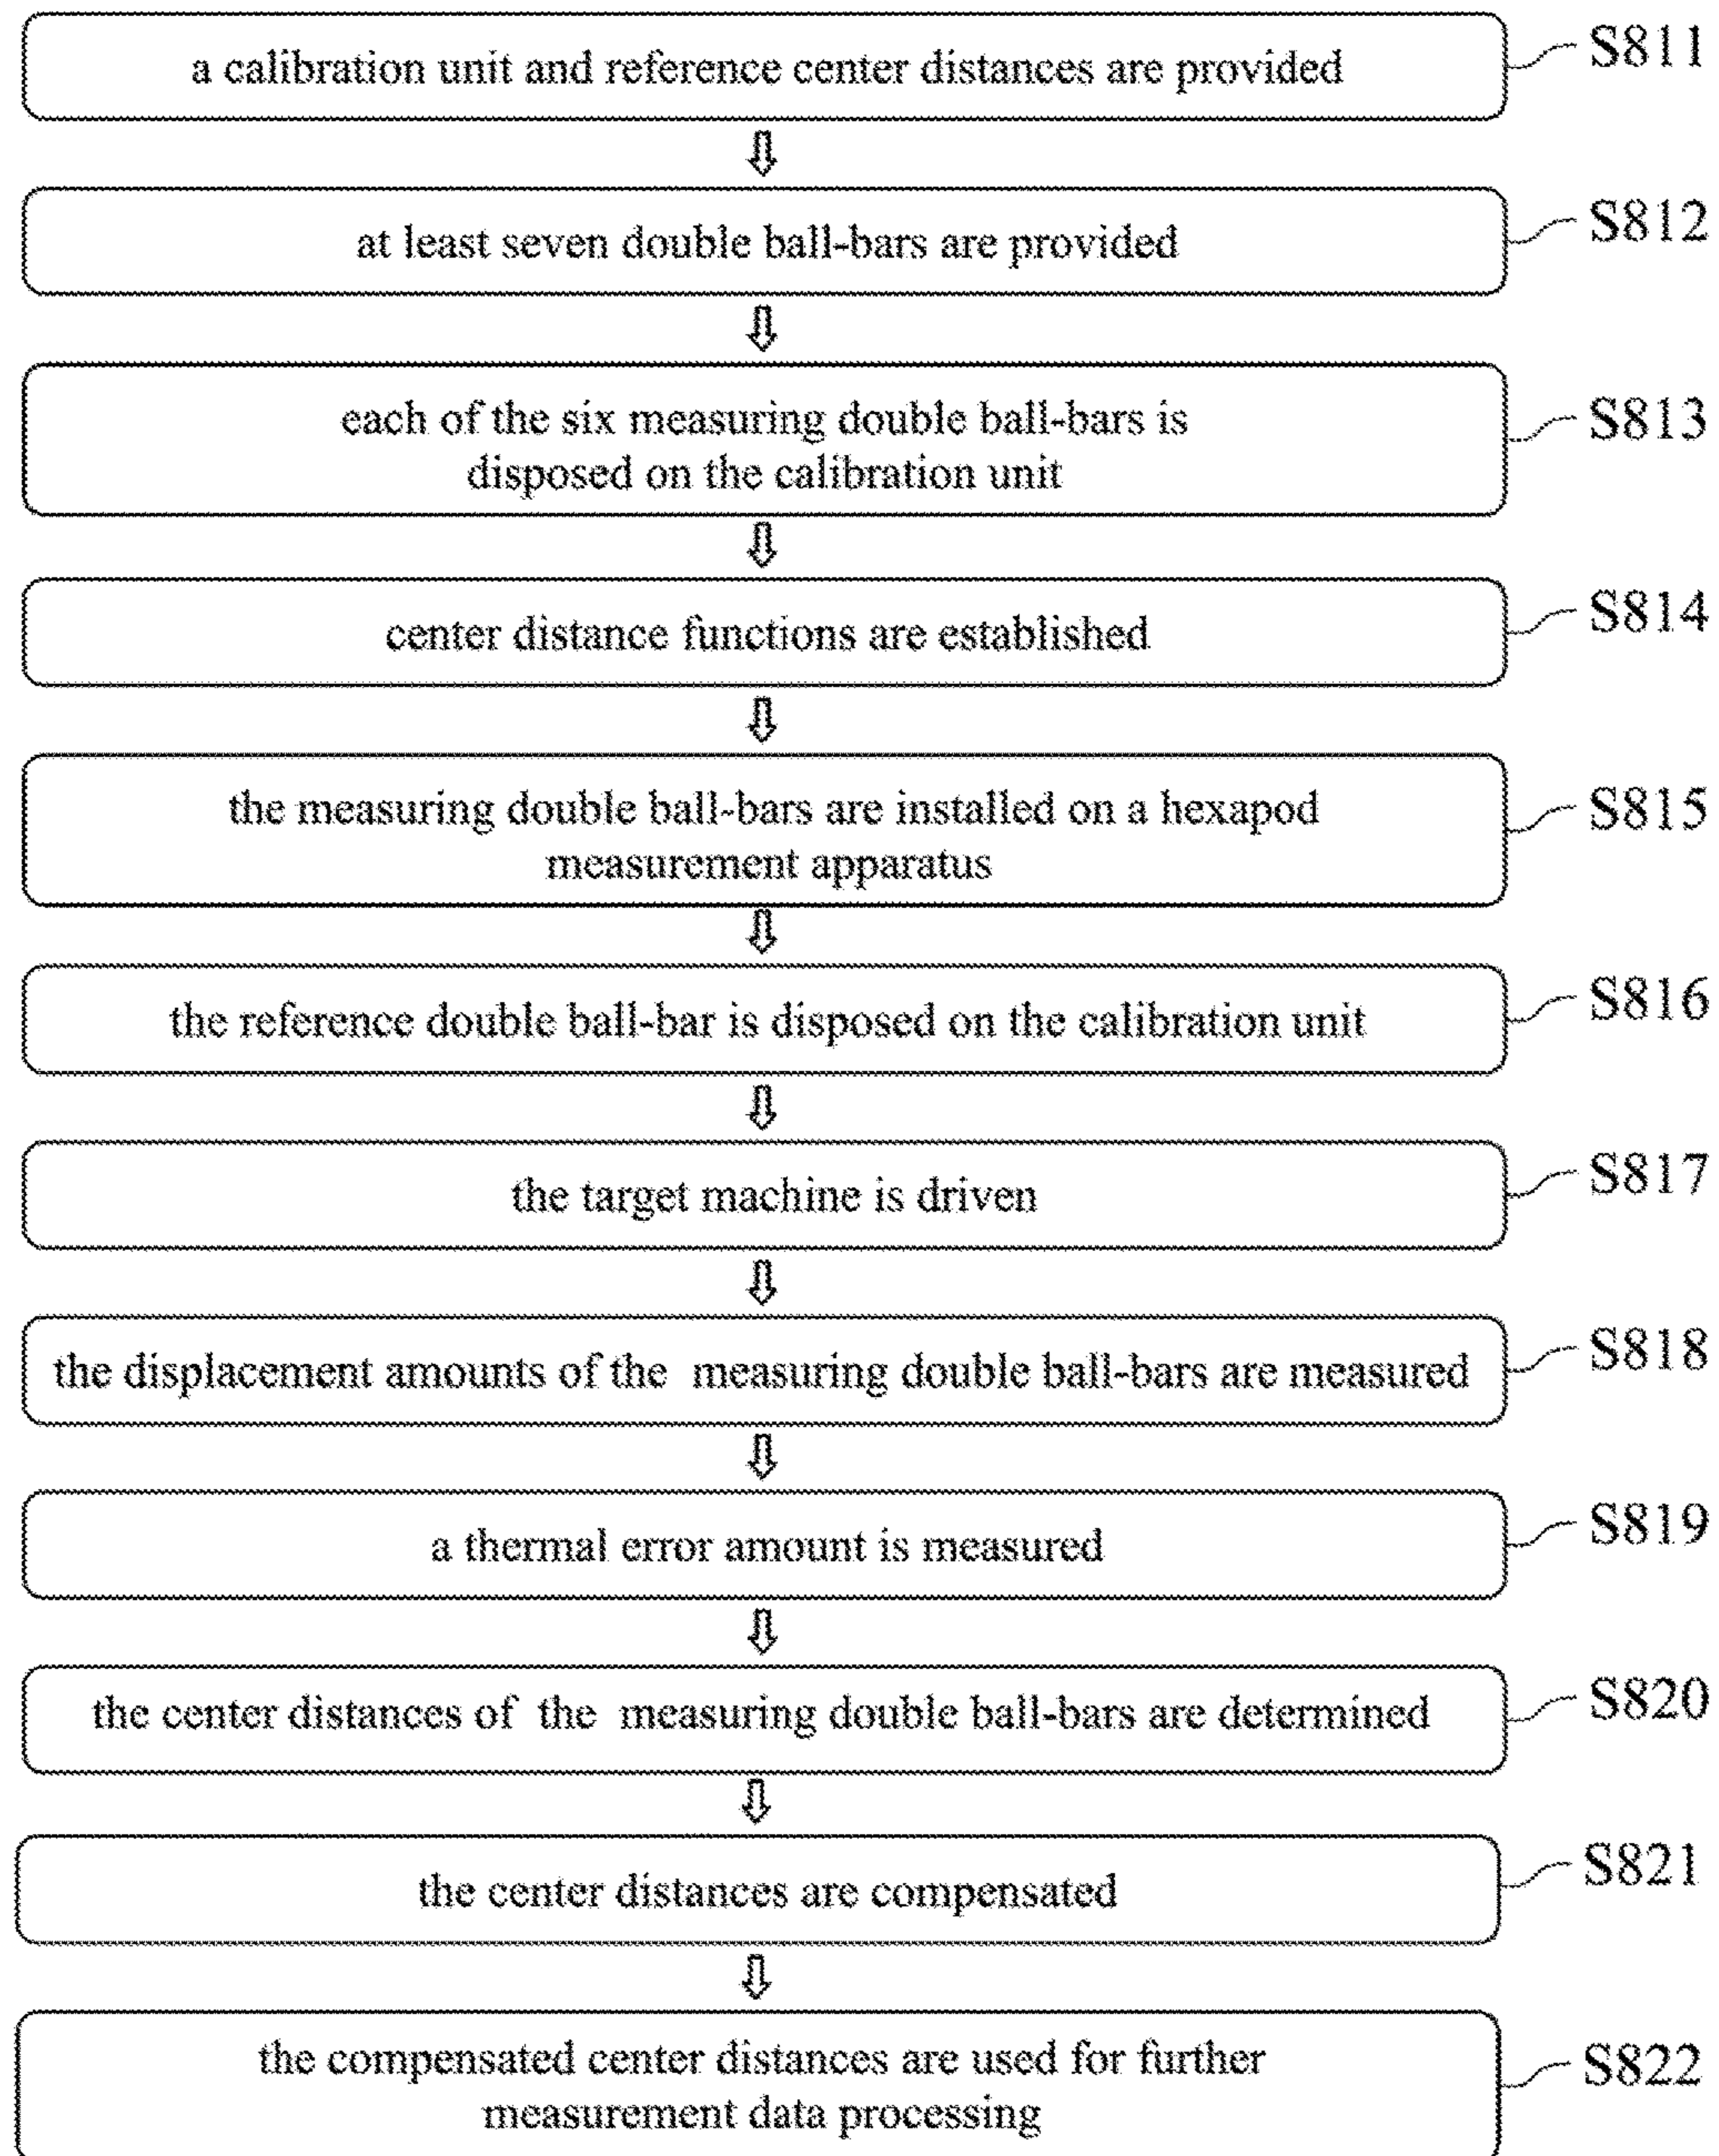 a calibration unit and reference center distances are provided
S811
at least seven double ball-bars are provided
S812
each of the six measuring double ball-bars is
disposed on the calibration unit
S813
center distance functions are established
S814
the measuring double ball-bars are installed on a hexapod
measurement apparatus
S815
the reference double ball-bar is disposed on the calibration unit
S816
the target machine is driven
S817
the displacement amounts of the measuring double ball-bars are measured
S818
a thermal error amount is measured
S819
the center distances of the measuring double ball-bars are determined
S820
the center distances are compensated
S821
the compensated center distances are used for further
measurement data processing
S822